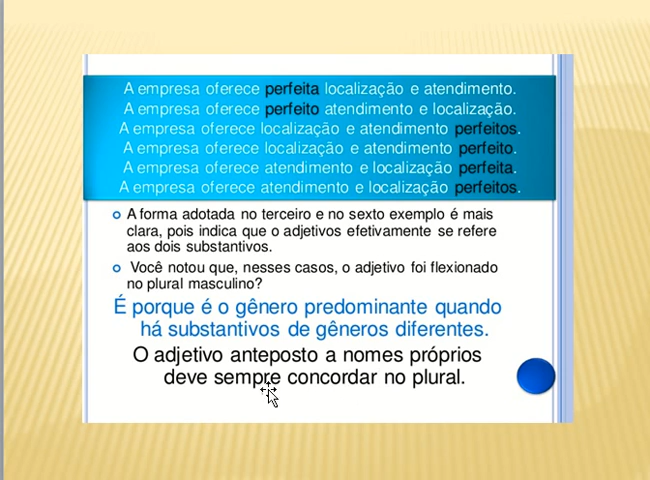 A empresa oferece perfeita localização e atendimento.
A empresa oferece perfeito atendimento e localização.
A empresa oferece localização e atendimento perfeitos.
A empresa oferece localização e atendimento perfeito.
A empresa oferece atendimento e localização perfeita.
A empresa oferece atendimento e localização perfeitos.
A forma adotada no terceiro e no sexto exemplo é mais
clara, pois indica que o adjetivos efetivamente se refere
aos dois substantivos.
Você notou que, nesses casos, o adjetivo foi flexionado
no plural masculino?
É porque é o gênero predominante quando
há substantivos de gêneros diferentes.
O adjetivo anteposto a nomes próprios
deve sempre concordar no plural.